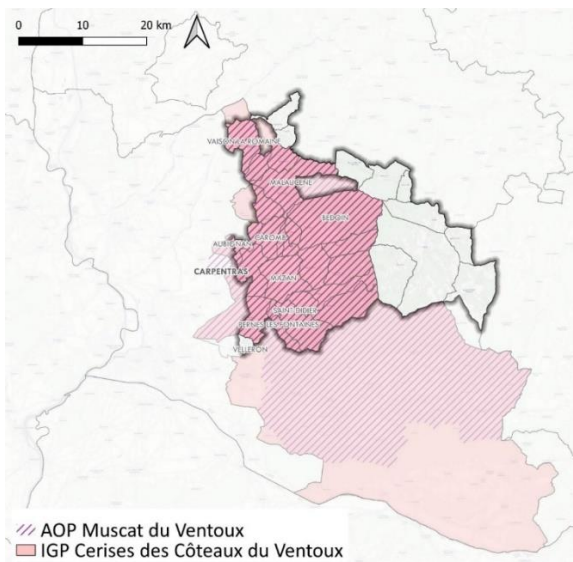 0 10 20 km
VAISON-LA-ROMAINE
MALAUCÈNE
BEDOIN
CAROMB
AUBIGNAN
CARPENTRAS
MAZAN
SAINT-DIDIER
PERNES-LES-FONTAINES
VELLERON
AOP Muscat du Ventoux
IGP Cerises des Côteaux du Ventoux